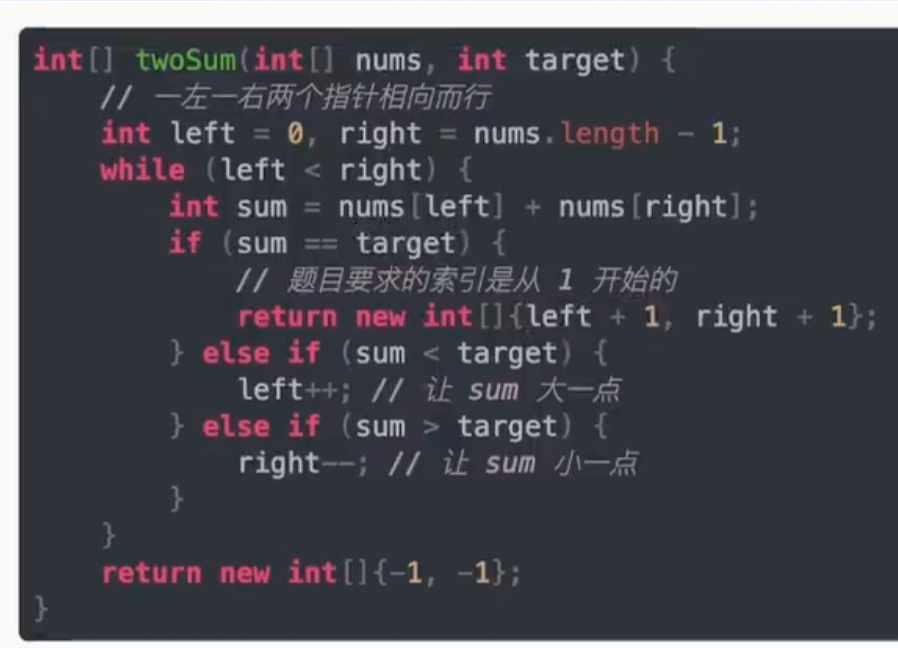 int[] twoSum(int[] nums, int target) {
    // 一左一右两个指针相向而行
    int left = 0, right = nums.length - 1;
    while (left < right) {
        int sum = nums[left] + nums[right];
        if (sum == target) {
            // 题目要求的索引是从 1 开始的
            return new int[]{left + 1, right + 1};
        } else if (sum < target) {
            left++; // 让 sum 大一点
        } else if (sum > target) {
            right--; // 让 sum 小一点
        }
    }
    return new int[]{-1, -1};
}